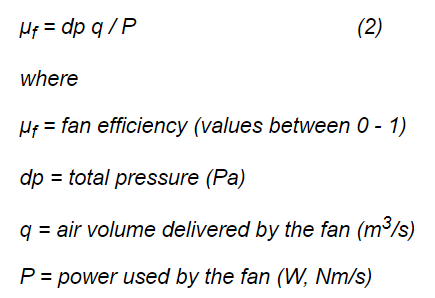 μf = dp q / P (2)
where
μf = fan efficiency (values between 0 - 1)
dp = total pressure (Pa)
q = air volume delivered by the fan (m³/s)
P = power used by the fan (W, Nm/s)